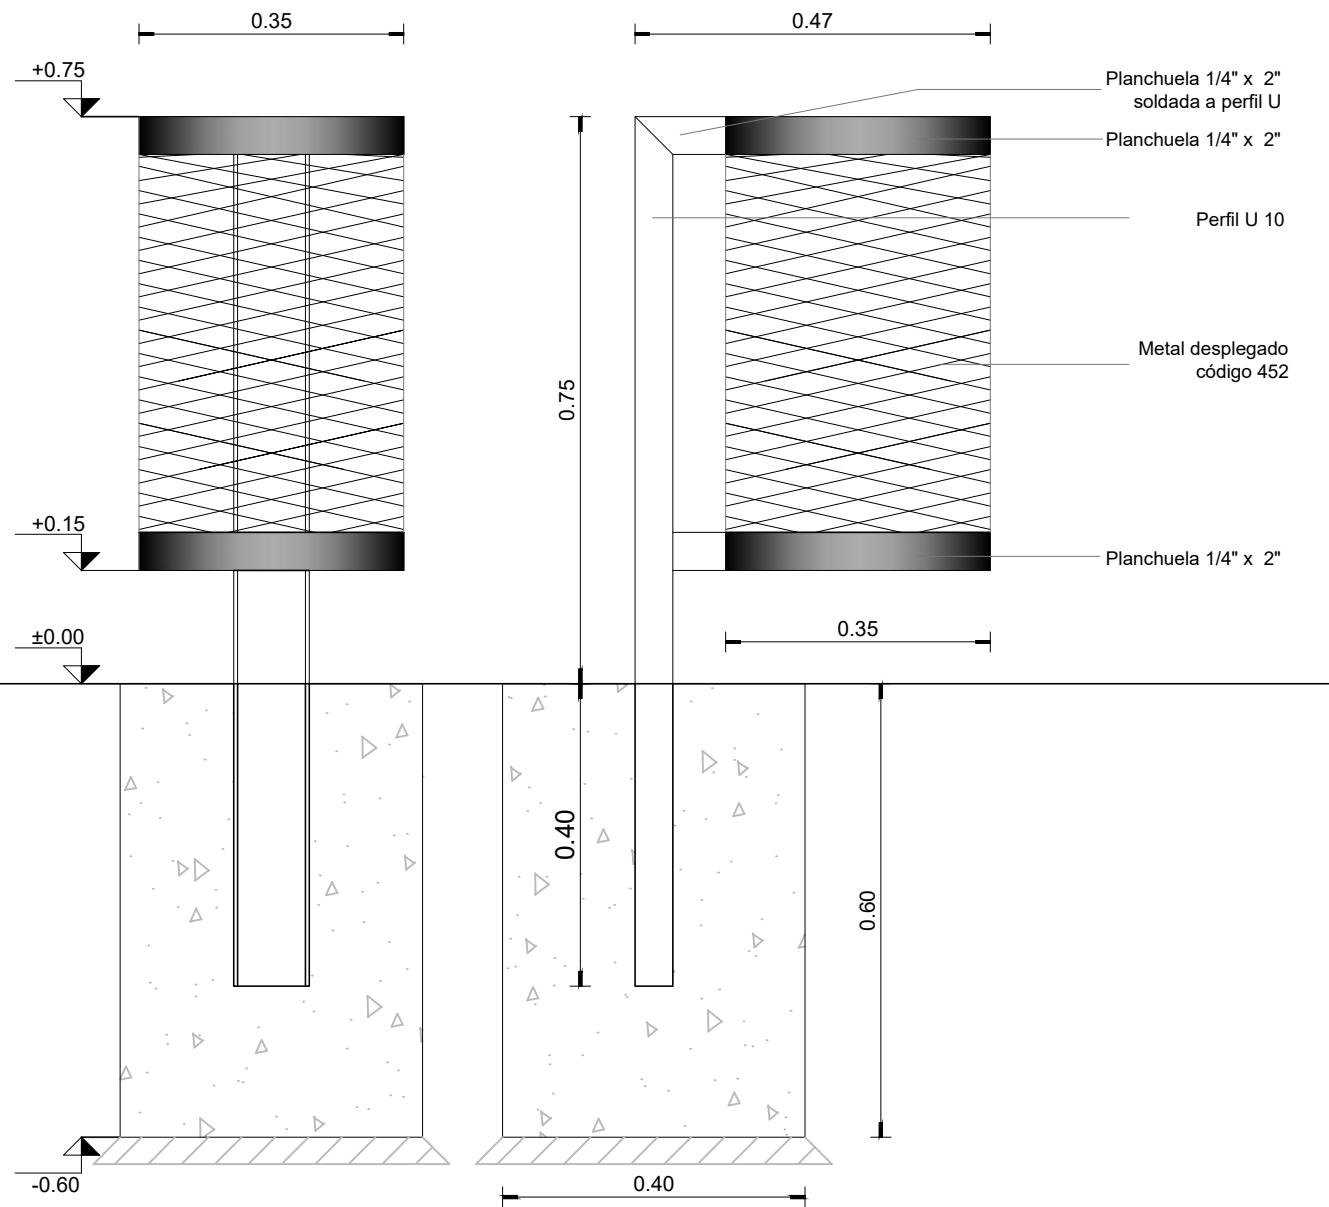 0.35
0.47
+0.75
Planchuela 1/4" x  2"
soldada a perfil U
Planchuela 1/4" x  2"
Perfil U 10
Metal desplegado
código 452
0.75
+0.15
Planchuela 1/4" x  2"
±0.00
0.35
0.40
0.60
-0.60
0.40